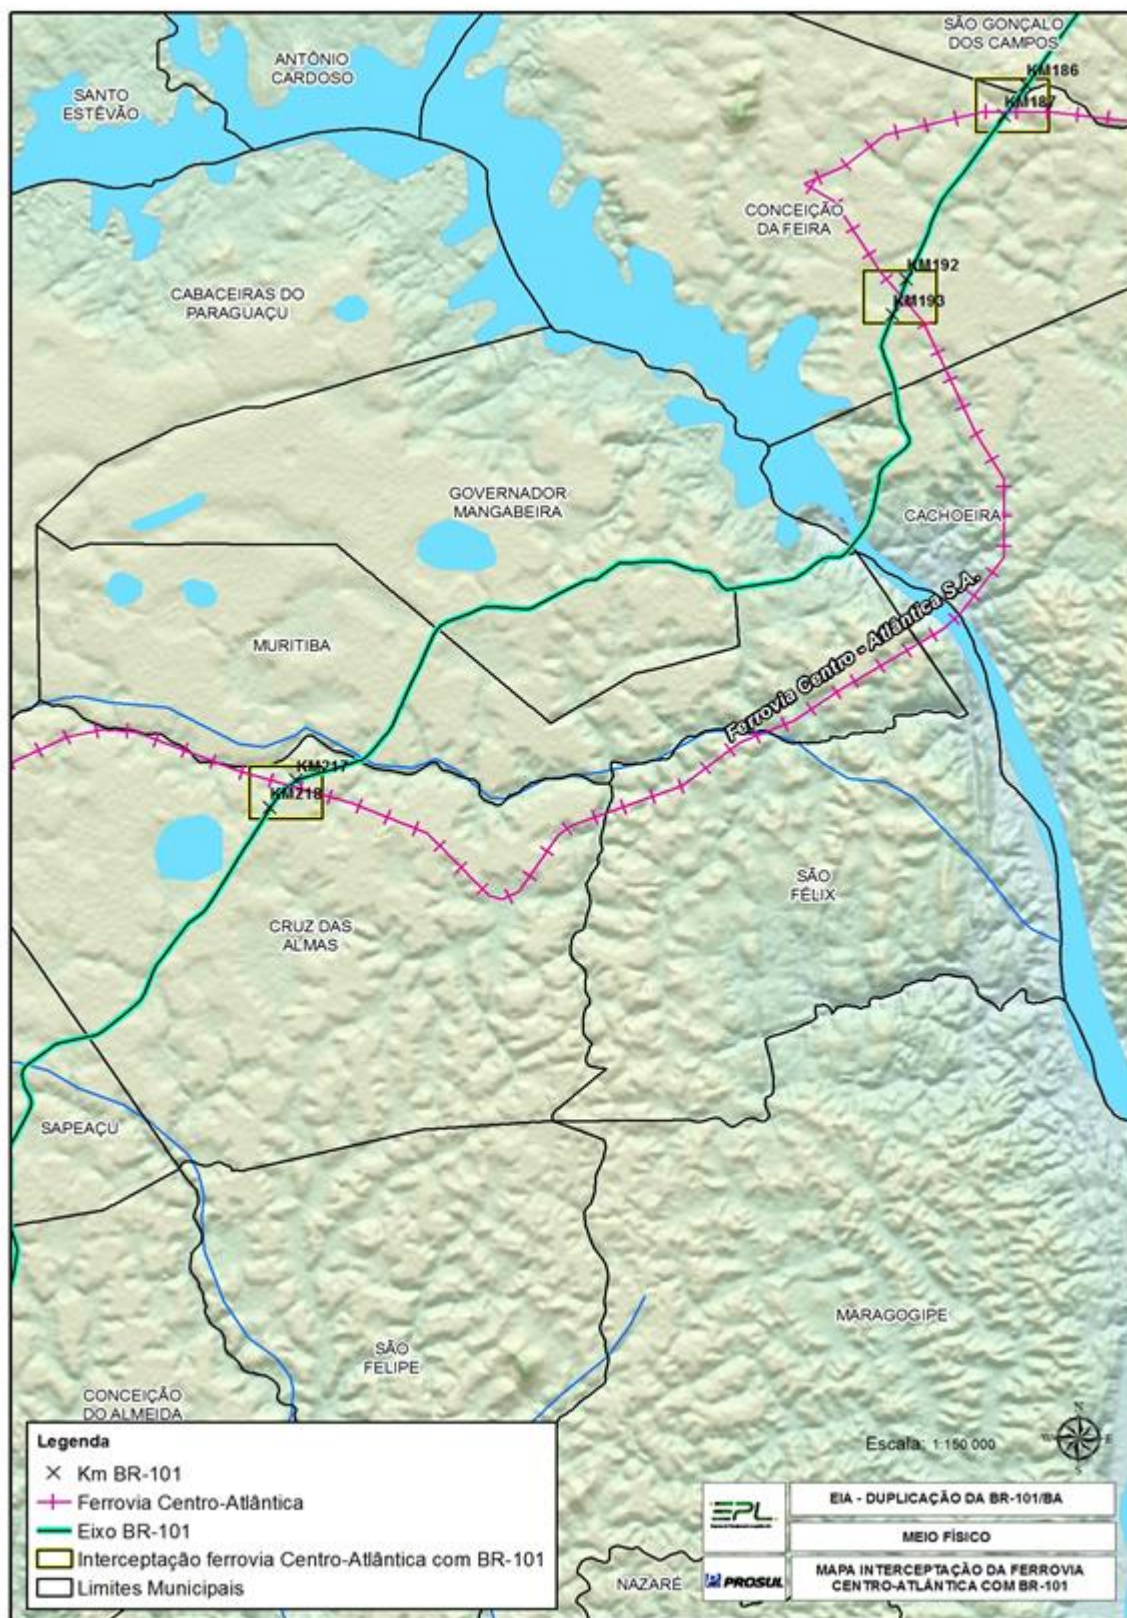 SÃO GONÇALO
DOS CAMPOS
ANTÔNIO
CARDOSO
KM186
SANTO
ESTÊVÃO
KM187
CONCEIÇÃO
DA FEIRA
KM192
CABACEIRAS DO
PARAGUAÇU
KM193
GOVERNADOR
MANGABEIRA
CACHOEIRA
Ferrovia Centro - Atlântica S.A.
MURITIBA
KM217
KM218
SÃO
FÉLIX
CRUZ DAS
ALMAS
SAPEAÇU
MARAGOGIPE
SÃO
FELIPE
CONCEIÇÃO
DO ALMEIDA
Legenda
Km BR-101
Ferrovia Centro-Atlântica
Eixo BR-101
Interceptação ferrovia Centro-Atlântica com BR-101
Limites Municipais
NAZARÉ
Escala: 1:150 000
N
W
E
S
EPL
EIA - DUPLICAÇÃO DA BR-101/BA
MEIO FÍSICO
PROSUL
MAPA INTERCEPTAÇÃO DA FERROVIA
CENTRO-ATLÂNTICA COM BR-101